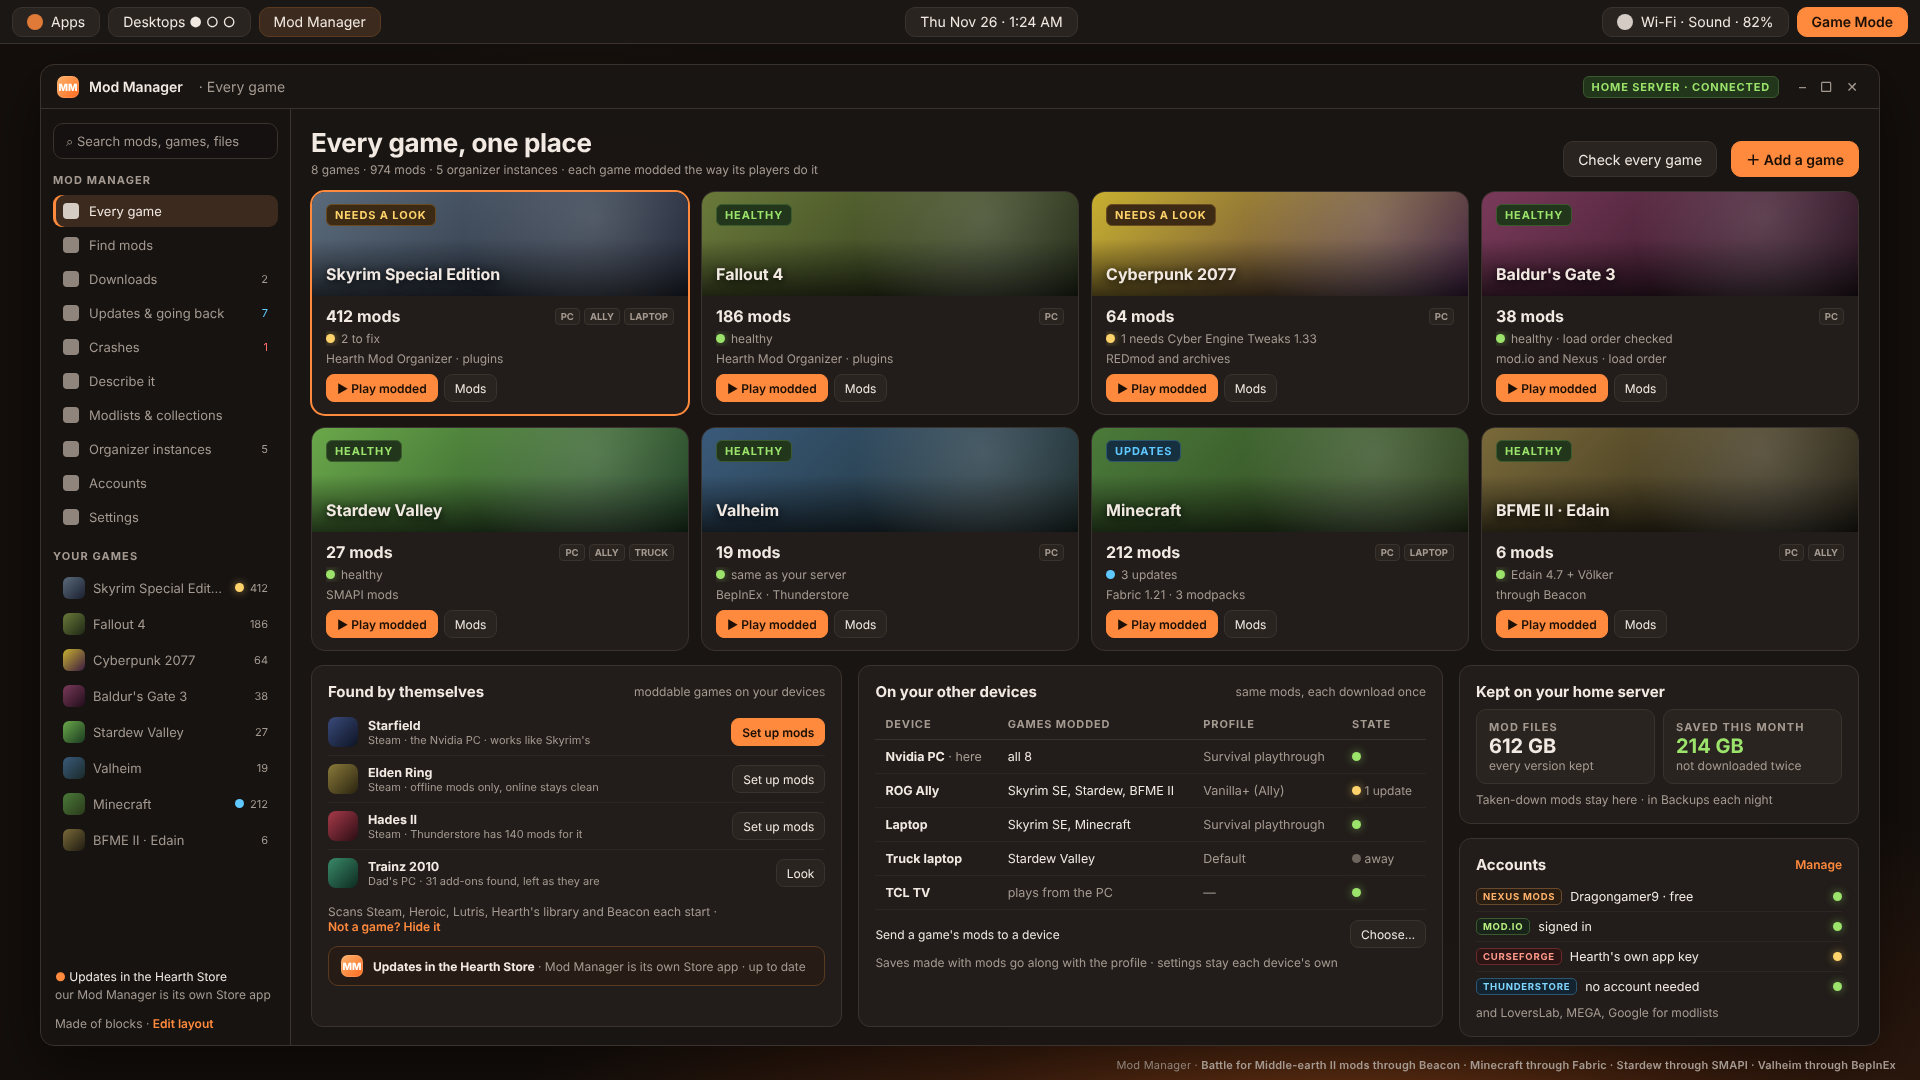 Apps
Desktops
Mod Manager
Thu Nov 26 · 1:24 AM
Wi-Fi · Sound · 82%
Game Mode
MM Mod Manager · Every game
HOME SERVER · CONNECTED
Search mods, games, files
MOD MANAGER
Every game
Find mods
Downloads 2
Updates & going back 7
Crashes 1
Describe it
Modlists & collections
Organizer instances 5
Accounts
Settings
YOUR GAMES
Skyrim Special Edit... 412
Fallout 4 186
Cyberpunk 2077 64
Baldur's Gate 3 38
Stardew Valley 27
Valheim 19
Minecraft 212
BFME II · Edain 6
Updates in the Hearth Store
our Mod Manager is its own Store app
Made of blocks · Edit layout
Every game, one place
8 games · 974 mods · 5 organizer instances · each game modded the way its players do it
Check every game
+ Add a game
NEEDS A LOOK
Skyrim Special Edition
412 mods PC ALLY LAPTOP
2 to fix
Hearth Mod Organizer · plugins
▶ Play modded Mods
HEALTHY
Fallout 4
186 mods PC
healthy
Hearth Mod Organizer · plugins
▶ Play modded Mods
NEEDS A LOOK
Cyberpunk 2077
64 mods PC
1 needs Cyber Engine Tweaks 1.33
REDmod and archives
▶ Play modded Mods
HEALTHY
Baldur's Gate 3
38 mods PC
healthy · load order checked
mod.io and Nexus · load order
▶ Play modded Mods
HEALTHY
Stardew Valley
27 mods PC ALLY TRUCK
healthy
SMAPI mods
▶ Play modded Mods
HEALTHY
Valheim
19 mods PC
same as your server
BepInEx · Thunderstore
▶ Play modded Mods
UPDATES
Minecraft
212 mods PC LAPTOP
3 updates
Fabric 1.21 · 3 modpacks
▶ Play modded Mods
HEALTHY
BFME II · Edain
6 mods PC ALLY
Edain 4.7 + Völker
through Beacon
▶ Play modded Mods
Found by themselves moddable games on your devices
Starfield
Steam · the Nvidia PC · works like Skyrim's
Set up mods
Elden Ring
Steam · offline mods only, online stays clean
Set up mods
Hades II
Steam · Thunderstore has 140 mods for it
Set up mods
Trainz 2010
Dad's PC · 31 add-ons found, left as they are
Look
Scans Steam, Heroic, Lutris, Hearth's library and Beacon each start ·
Not a game? Hide it
MM Updates in the Hearth Store · Mod Manager is its own Store app · up to date
On your other devices same mods, each download once
DEVICE GAMES MODDED PROFILE STATE
Nvidia PC · here all 8 Survival playthrough
ROG Ally Skyrim SE, Stardew, BFME II Vanilla+ (Ally) 1 update
Laptop Skyrim SE, Minecraft Survival playthrough
Truck laptop Stardew Valley Default away
TCL TV plays from the PC —
Send a game's mods to a device Choose...
Saves made with mods go along with the profile · settings stay each device's own
Kept on your home server
MOD FILES
612 GB
every version kept
SAVED THIS MONTH
214 GB
not downloaded twice
Taken-down mods stay here · in Backups each night
Accounts Manage
NEXUS MODS Dragongamer9 · free
MOD.IO signed in
CURSEFORGE Hearth's own app key
THUNDERSTORE no account needed
and LoversLab, MEGA, Google for modlists
Mod Manager · Battle for Middle-earth II mods through Beacon · Minecraft through Fabric · Stardew through SMAPI · Valheim through BepInEx